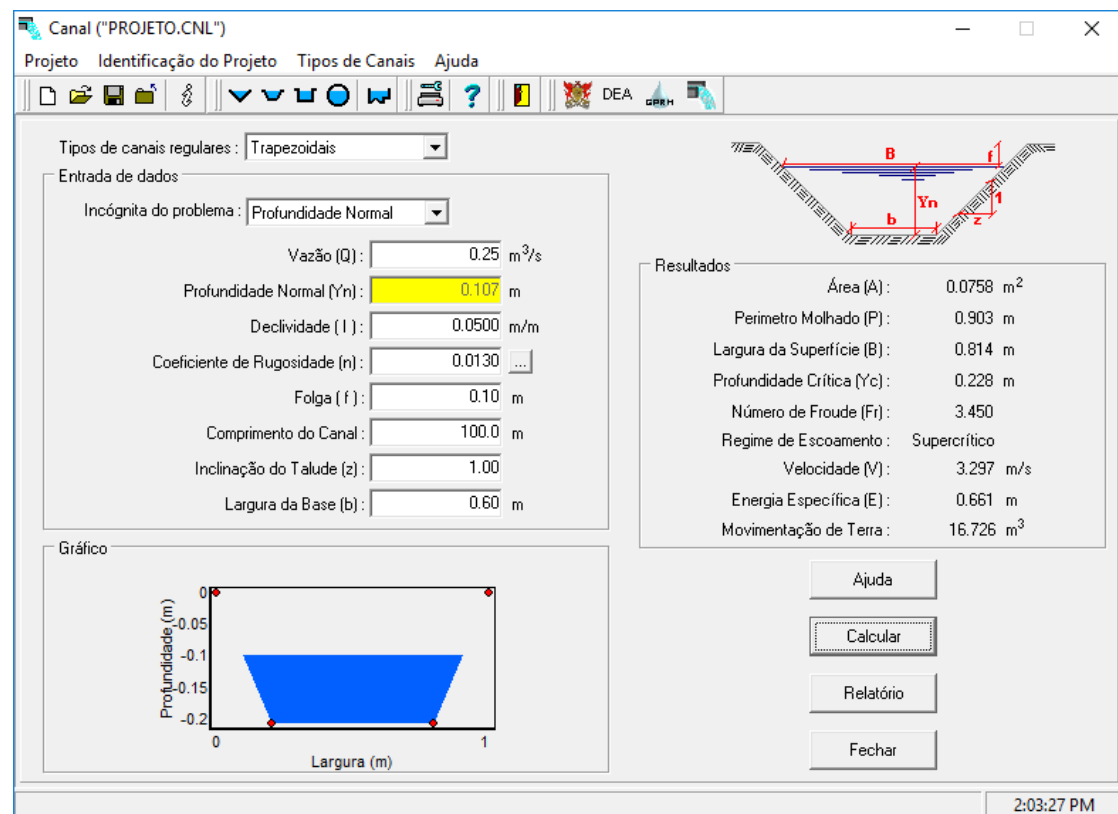 Canal ("PROJETO.CNL")
Projeto Identificação do Projeto Tipos de Canais Ajuda
DEA GPRH
Tipos de canais regulares : Trapezoidais
Entrada de dados
Incógnita do problema : Profundidade Normal
Vazão (Q) : 0.25 m³/s
Profundidade Normal (Yn) : 0.107 m
Declividade ( I ) : 0.0500 m/m
Coeficiente de Rugosidade (n) : 0.0130 ...
Folga ( f ) : 0.10 m
Comprimento do Canal : 100.0 m
Inclinação do Talude (z) : 1.00
Largura da Base (b) : 0.60 m
B f
Yn 1
b z
Resultados
Área (A) : 0.0758 m²
Perimetro Molhado (P) : 0.903 m
Largura da Superfície (B) : 0.814 m
Profundidade Crítica (Yc) : 0.228 m
Número de Froude (Fr) : 3.450
Regime de Escoamento : Supercrítico
Velocidade (V) : 3.297 m/s
Energia Específica (E) : 0.661 m
Movimentação de Terra : 16.726 m³
Gráfico
Profundidade (m)
0
-0.05
-0.1
-0.15
-0.2
0 1
Largura (m)
Ajuda
Calcular
Relatório
Fechar
2:03:27 PM